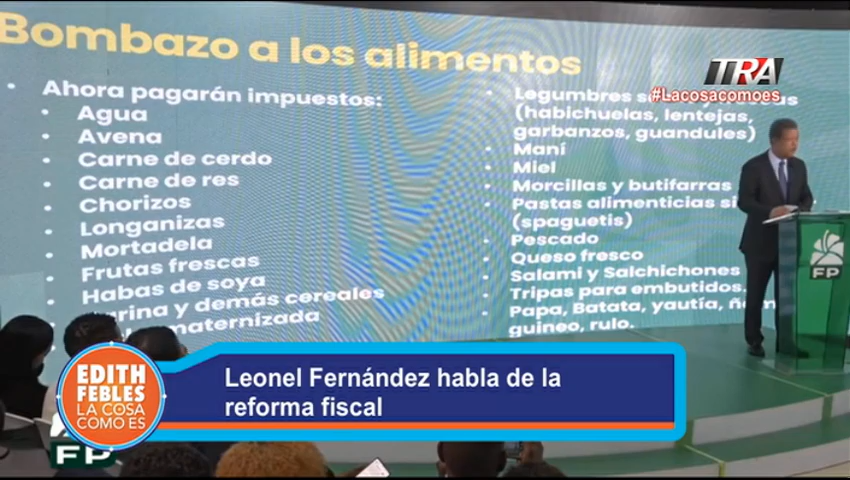 Bombazo a los alimentos
TRA
#Lacosacomoes
Ahora pagarán impuestos:
Agua
Avena
Carne de cerdo
Carne de res
Chorizos
Longanizas
Mortadela
Frutas frescas
Habas de soya
y demás cereales
maternizada
Legumbres
(habichuelas, lentejas,
garbanzos, guandules)
Maní
Miel
Morcillas y butifarras
Pastas alimenticias
(spaguetis)
Pescado
Queso fresco
Salami y Salchichones
Tripas para embutidos.
Papa, Batata, yautía,
guineo, rulo.
FP
EDITH
FEBLES
LA COSA
COMO ES
Leonel Fernández habla de la
reforma fiscal
FP